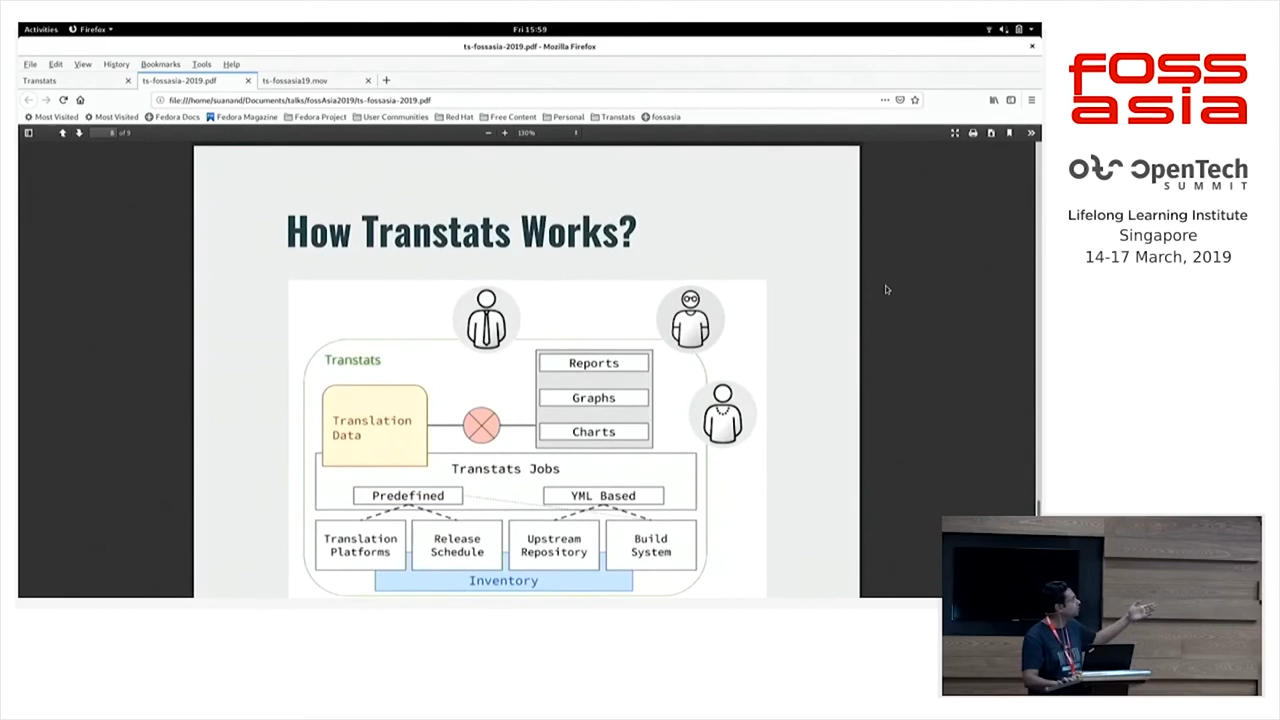 Activities Firefox Fri 15:59
ts-fossasia-2019.pdf - Mozilla Firefox
File Edit View History Bookmarks Tools Help
Transtats ts-fossasia-2019.pdf ts-fossasia19.mov
file:///home/suanand/Documents/talks/fossAsia2019/ts-fossasia-2019.pdf
Most Visited Most Visited Fedora Docs Fedora Magazine Fedora Project User Communities Red Hat Free Content Personal Transtats fossasia
8 of 9 130%
How Transtats Works?
Transtats
Translation
Data
Reports
Graphs
Charts
Transtats Jobs
Predefined YML Based
Translation
Platforms
Release
Schedule
Upstream
Repository
Build
System
Inventory
FOSS
asia
OpenTech
SUMMIT
Lifelong Learning Institute
Singapore
14-17 March, 2019